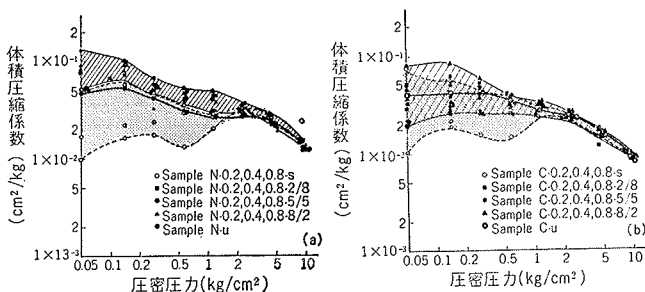 体積圧縮係数
(cm²/kg)
1×10⁻¹
5
2
1×10⁻²
5
2
1×10⁻³
0.05 0.1 0.2 0.5 1 2 5 10
圧密圧力(kg/cm²)
Sample N-0.2,0.4,0.8-s
Sample N-0.2,0.4,0.8-2/8
Sample N-0.2,0.4,0.8-5/5
Sample N-0.2,0.4,0.8-8/2
Sample N-u
(a)
体積圧縮係数
(cm²/kg)
1×10⁻¹
5
2
1×10⁻²
5
2
1×10⁻³
0.05 0.1 0.2 0.5 1 2 5 10
圧密圧力(kg/cm²)
Sample C-0.2,0.4,0.8-s
Sample C-0.2,0.4,0.8-2/8
Sample C-0.2,0.4,0.8-5/5
Sample C-0.2,0.4,0.8-8/2
Sample C-u
(b)